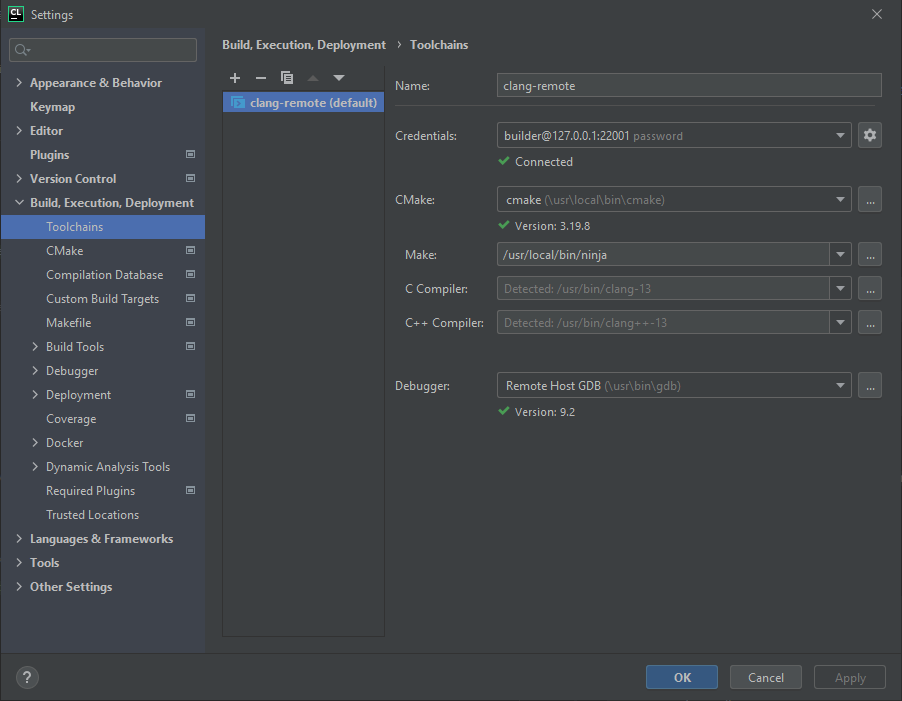 CL Settings
Build, Execution, Deployment › Toolchains
Appearance & Behavior
Keymap
Editor
Plugins
Version Control
Build, Execution, Deployment
Toolchains
CMake
Compilation Database
Custom Build Targets
Makefile
Build Tools
Debugger
Deployment
Coverage
Docker
Dynamic Analysis Tools
Required Plugins
Trusted Locations
Languages & Frameworks
Tools
Other Settings
clang-remote (default)
Name: clang-remote
Credentials: builder@127.0.0.1:22001 password
Connected
CMake: cmake (\usr\local\bin\cmake) ...
Version: 3.19.8
Make: /usr/local/bin/ninja ...
C Compiler: Detected: /usr/bin/clang-13 ...
C++ Compiler: Detected: /usr/bin/clang++-13 ...
Debugger: Remote Host GDB (\usr\bin\gdb) ...
Version: 9.2
? OK Cancel Apply